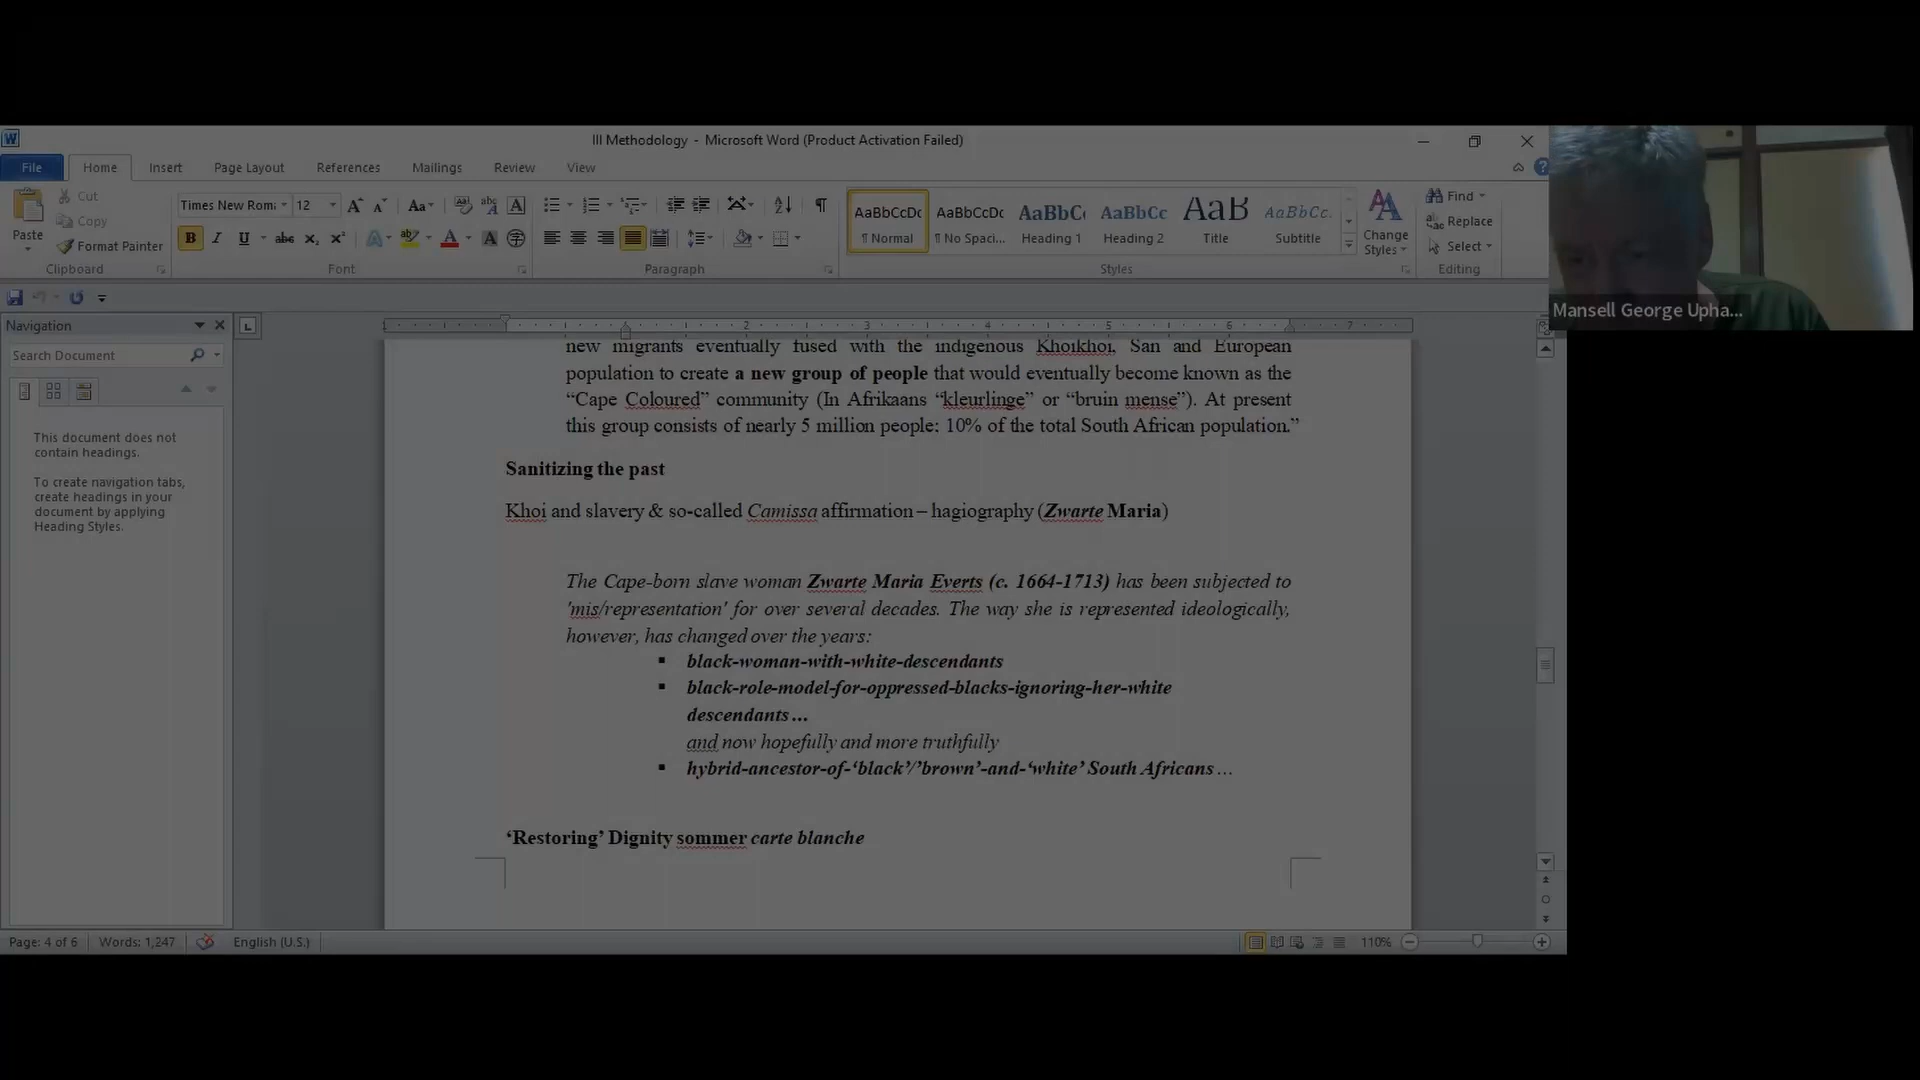 III Methodology - Microsoft Word (Product Activation Failed)
File Home Insert Page Layout References Mailings Review View
Paste
Cut
Copy
Format Painter
Clipboard
Times New Rom 12
Font
Paragraph
AaBbCcDc AaBbCcDc AaBbC AaBbCc AaB AaBbCc.
¶ Normal ¶ No Spaci... Heading 1 Heading 2 Title Subtitle
Styles
Change Styles
Find
Replace
Select
Editing
Mansell George Upha...
Navigation
Search Document
This document does not
contain headings.
To create navigation tabs,
create headings in your
document by applying
Heading Styles.
1 2 3 4 5 6 7
new migrants eventually fused with the indigenous Khoikhoi, San and European
population to create a new group of people that would eventually become known as the
“Cape Coloured” community (In Afrikaans “kleurlinge” or “bruin mense”). At present
this group consists of nearly 5 million people: 10% of the total South African population.”
Sanitizing the past
Khoi and slavery & so-called Camissa affirmation – hagiography (Zwarte Maria)
The Cape-born slave woman Zwarte Maria Everts (c. 1664-1713) has been subjected to
'mis/representation' for over several decades. The way she is represented ideologically,
however, has changed over the years:
▪ black-woman-with-white-descendants
▪ black-role-model-for-oppressed-blacks-ignoring-her-white
descendants…
and now hopefully and more truthfully
▪ hybrid-ancestor-of-‘black’/’brown’-and-‘white’ South Africans …
‘Restoring’ Dignity sommer carte blanche
Page: 4 of 6 Words: 1,247 English (U.S.) 110%